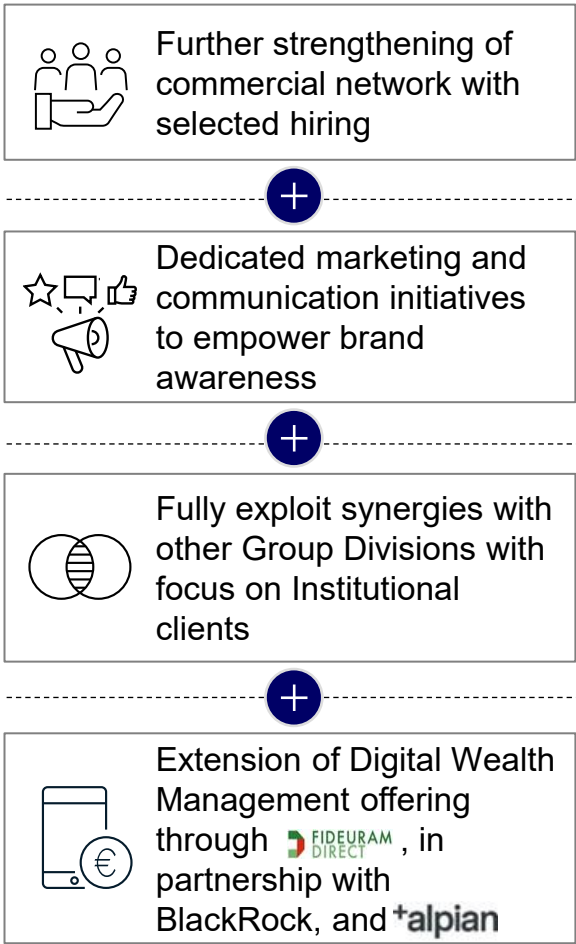 Further strengthening of
commercial network with
selected hiring
Dedicated marketing and
communication initiatives
to empower brand
awareness
Fully exploit synergies with
other Group Divisions with
focus on Institutional
clients
€
Extension of Digital Wealth
Management offering
through FIDEURAM DIRECT , in
partnership with
BlackRock, and +alpian